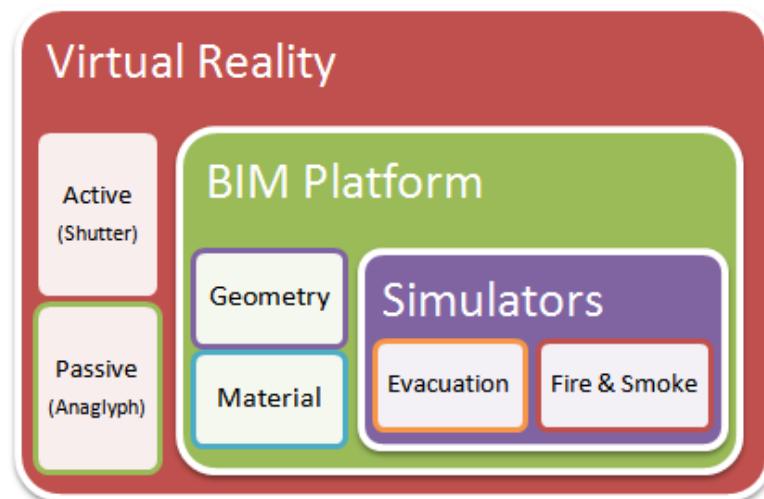 Virtual Reality
Active
(Shutter)
Passive
(Anaglyph)
BIM Platform
Geometry
Material
Simulators
Evacuation
Fire & Smoke